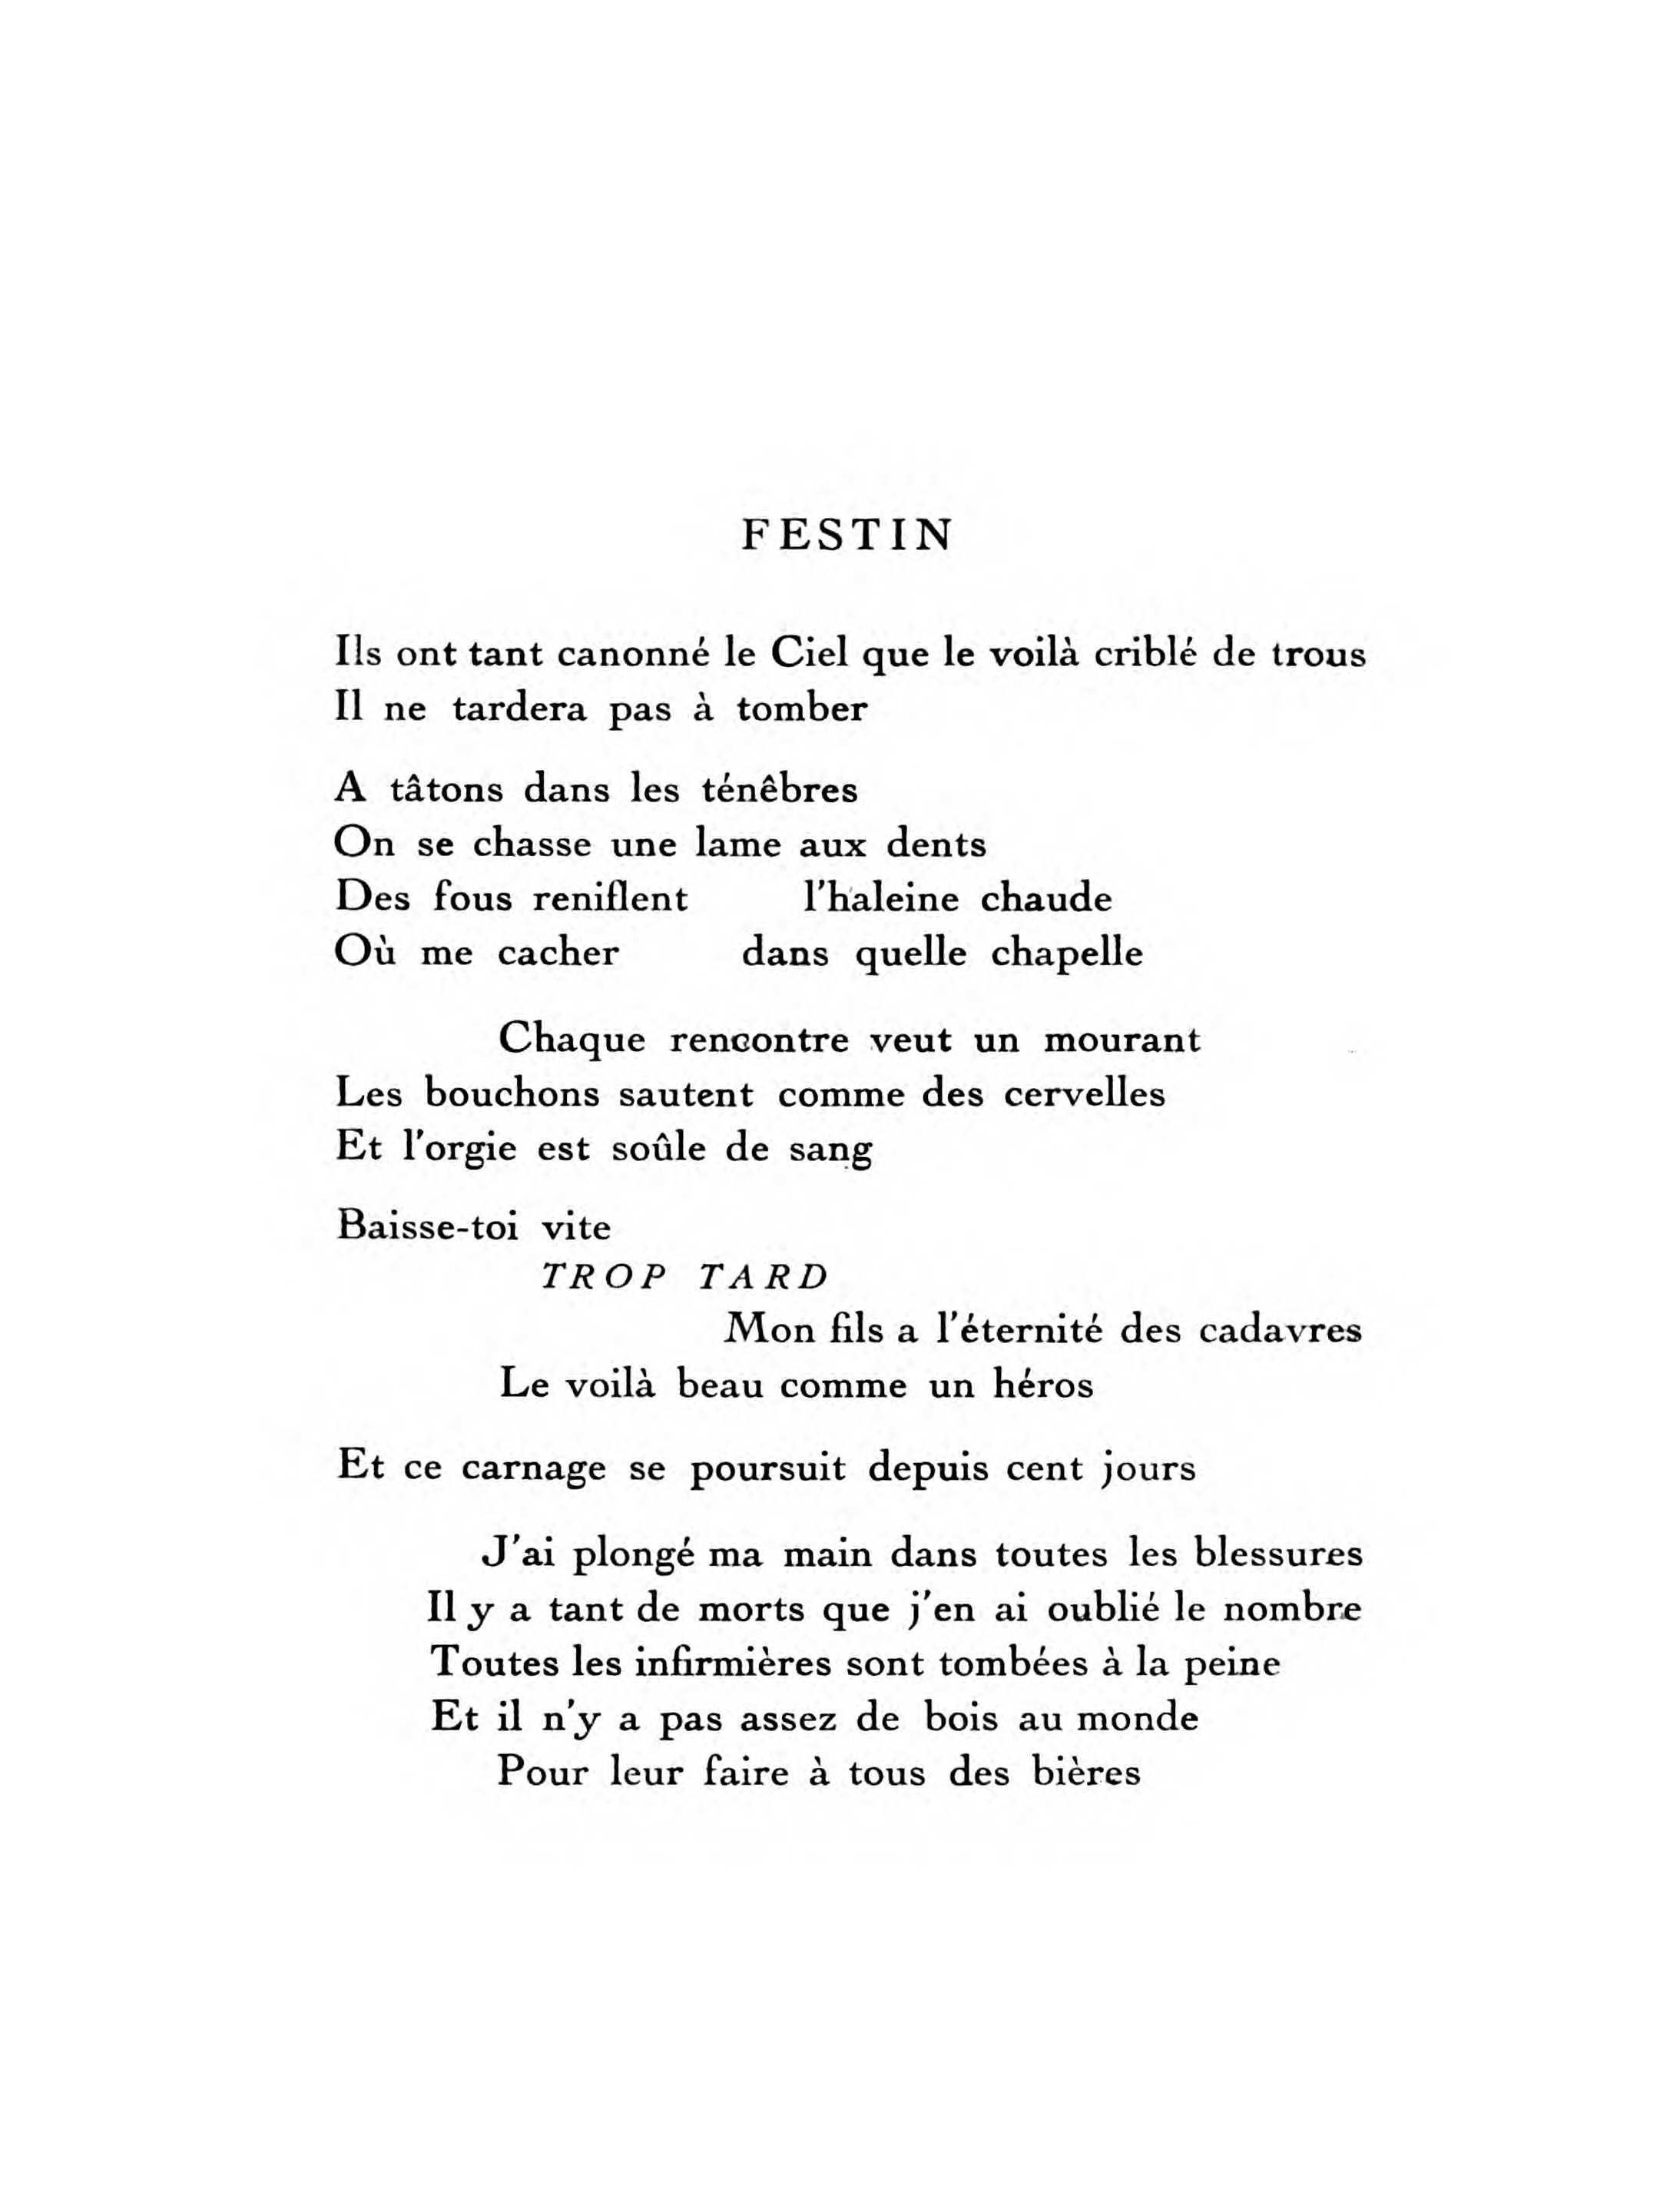 FESTIN
Ils ont tant canonné le Ciel que le voilà criblé de trous
Il ne tardera pas à tomber
A tâtons dans les ténêbres
On se chasse une lame aux dents
Des fous reniflent l'haleine chaude
Où me cacher dans quelle chapelle
Chaque rencontre veut un mourant
Les bouchons sautent comme des cervelles
Et l'orgie est soûle de sang
Baisse-toi vite
TROP TARD
Mon fils a l'éternité des cadavres
Le voilà beau comme un héros
Et ce carnage se poursuit depuis cent jours
J'ai plongé ma main dans toutes les blessures
Il y a tant de morts que j'en ai oublié le nombre
Toutes les infirmières sont tombées à la peine
Et il n'y a pas assez de bois au monde
Pour leur faire à tous des bières